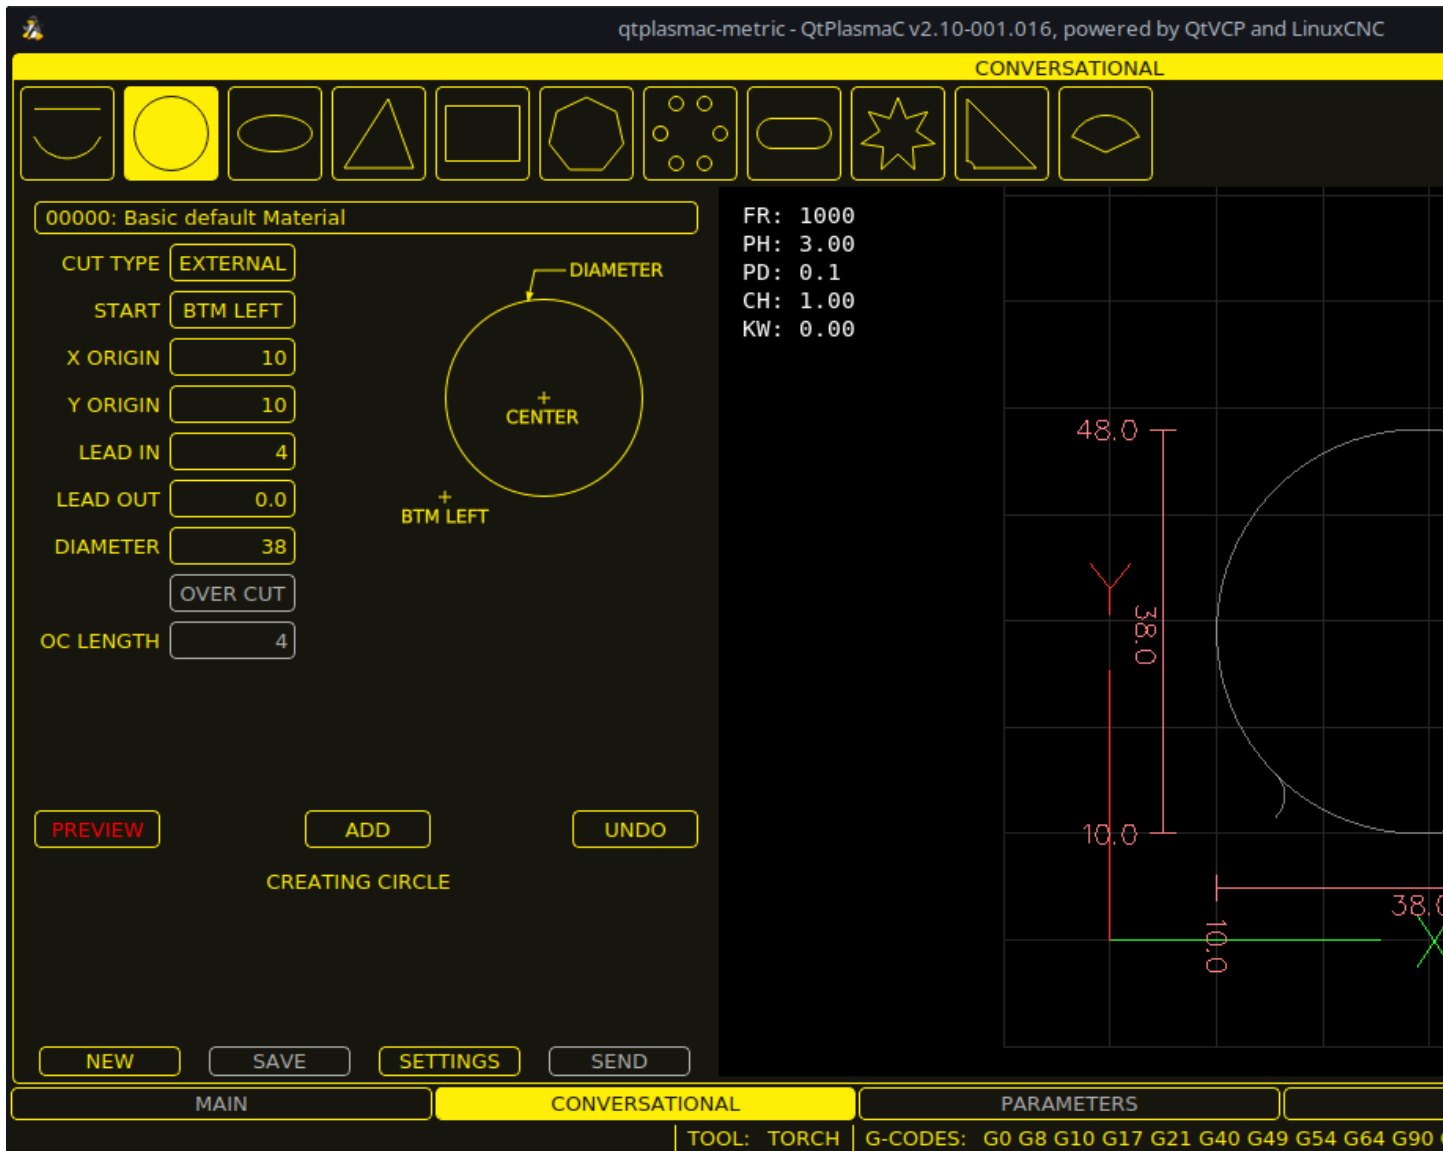 qtplasmac-metric - QtPlasmaC v2.10-001.016, powered by QtVCP and LinuxCNC
CONVERSATIONAL
00000: Basic default Material
CUT TYPE EXTERNAL
START BTM LEFT
X ORIGIN 10
Y ORIGIN 10
LEAD IN 4
LEAD OUT 0.0
DIAMETER 38
OVER CUT
OC LENGTH 4
DIAMETER
CENTER
BTM LEFT
PREVIEW ADD UNDO
CREATING CIRCLE
NEW SAVE SETTINGS SEND
FR: 1000
PH: 3.00
PD: 0.1
CH: 1.00
KW: 0.00
48.0
Y
38.0
10.0
38.0
10.0
X
MAIN CONVERSATIONAL PARAMETERS
TOOL: TORCH G-CODES: G0 G8 G10 G17 G21 G40 G49 G54 G64 G90